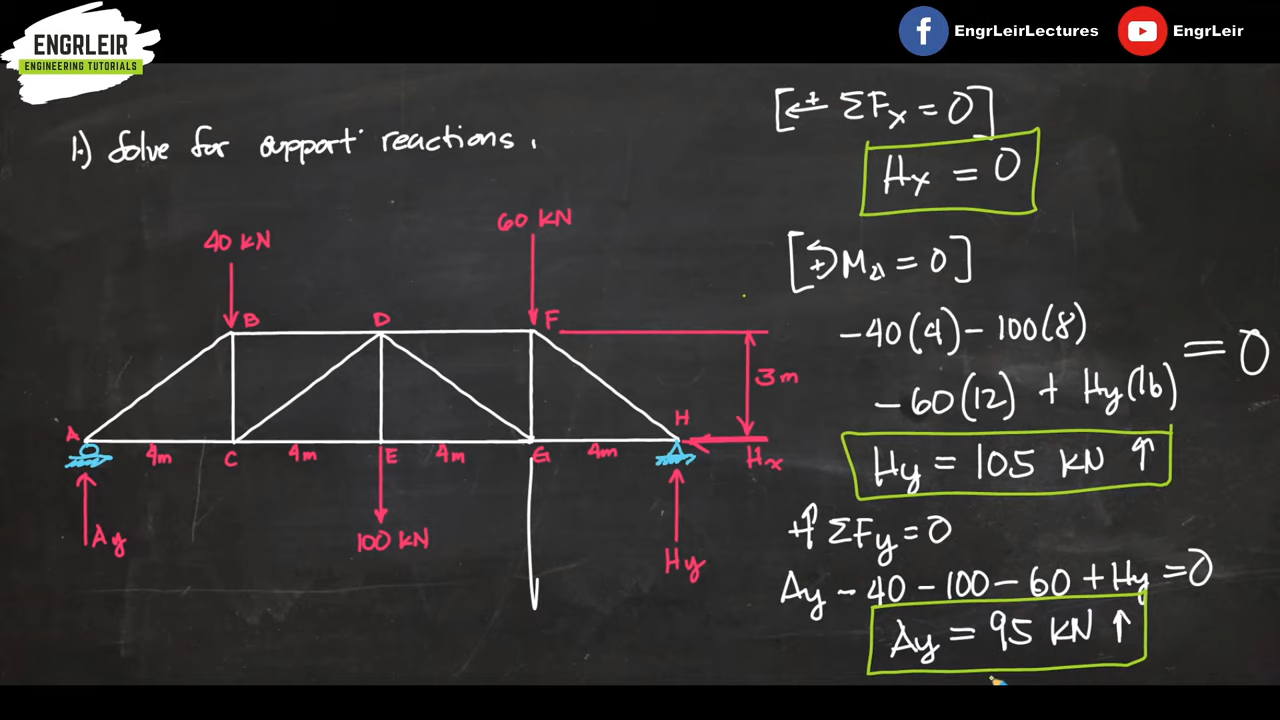 ENGRLEIR
ENGINEERING TUTORIALS
EngrLeirLectures
EngrLeir
1.) Solve for support reactions.
40 KN
60 KN
B
D
F
3m
A
H
4m
C
4m
E
4m
G
4m
Hx
Ay
100 KN
Hy
[←+ ΣFx = 0]
Hx = 0
[↶+ MA = 0]
-40(4) - 100(8)
-60(12) + Hy(16) = 0
Hy = 105 KN ↑
+↑ ΣFy = 0
Ay - 40 - 100 - 60 + Hy = 0
Ay = 95 KN ↑